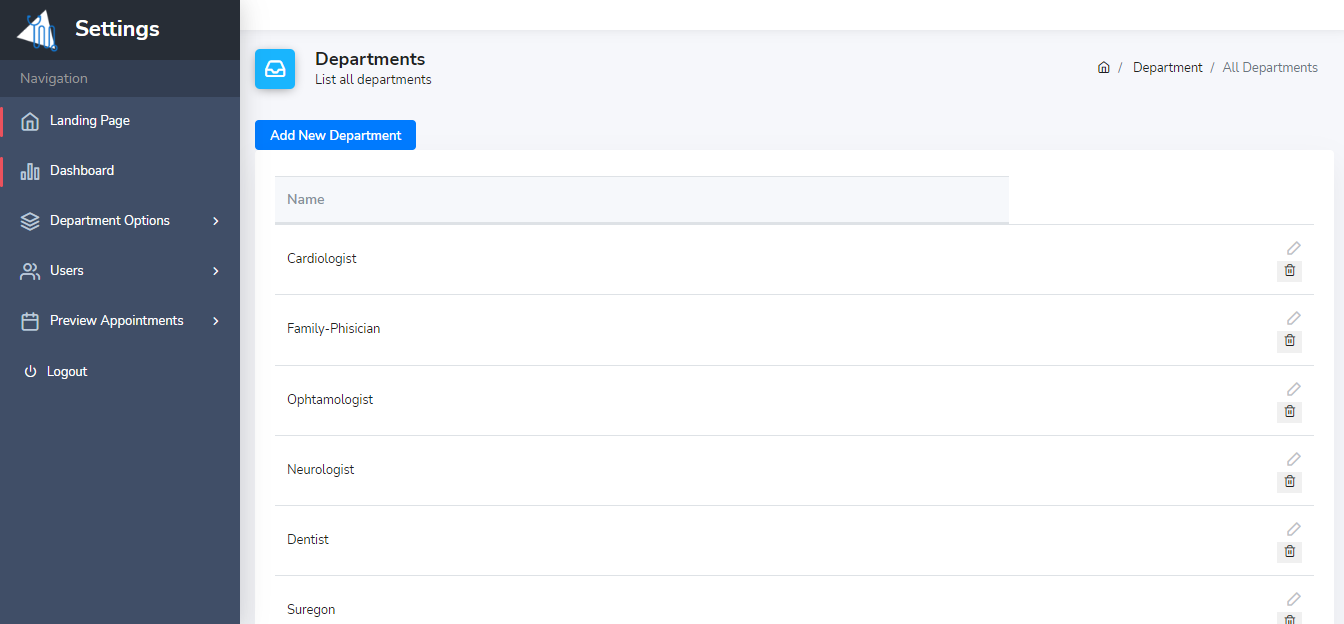 Settings
Navigation
Landing Page
Dashboard
Department Options
Users
Preview Appointments
Logout
Departments
List all departments
/ Department / All Departments
Add New Department
Name
Cardiologist
Family-Phisician
Ophtamologist
Neurologist
Dentist
Suregon